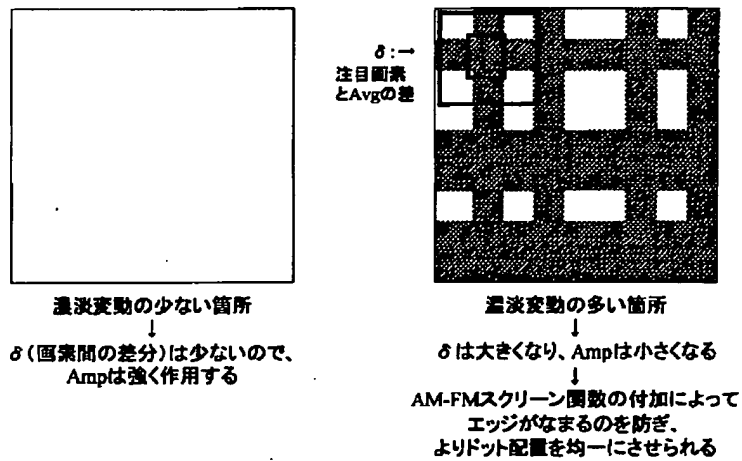 δ：→
注目画素
とAvgの差
濃淡変動の少ない箇所
↓
δ（画素間の差分）は少ないので、
Ampは強く作用する
濃淡変動の多い箇所
↓
δは大きくなり、Ampは小さくなる
↓
AM-FMスクリーン関数の付加によって
エッジがなまるのを防ぎ、
よりドット配置を均一にさせられる